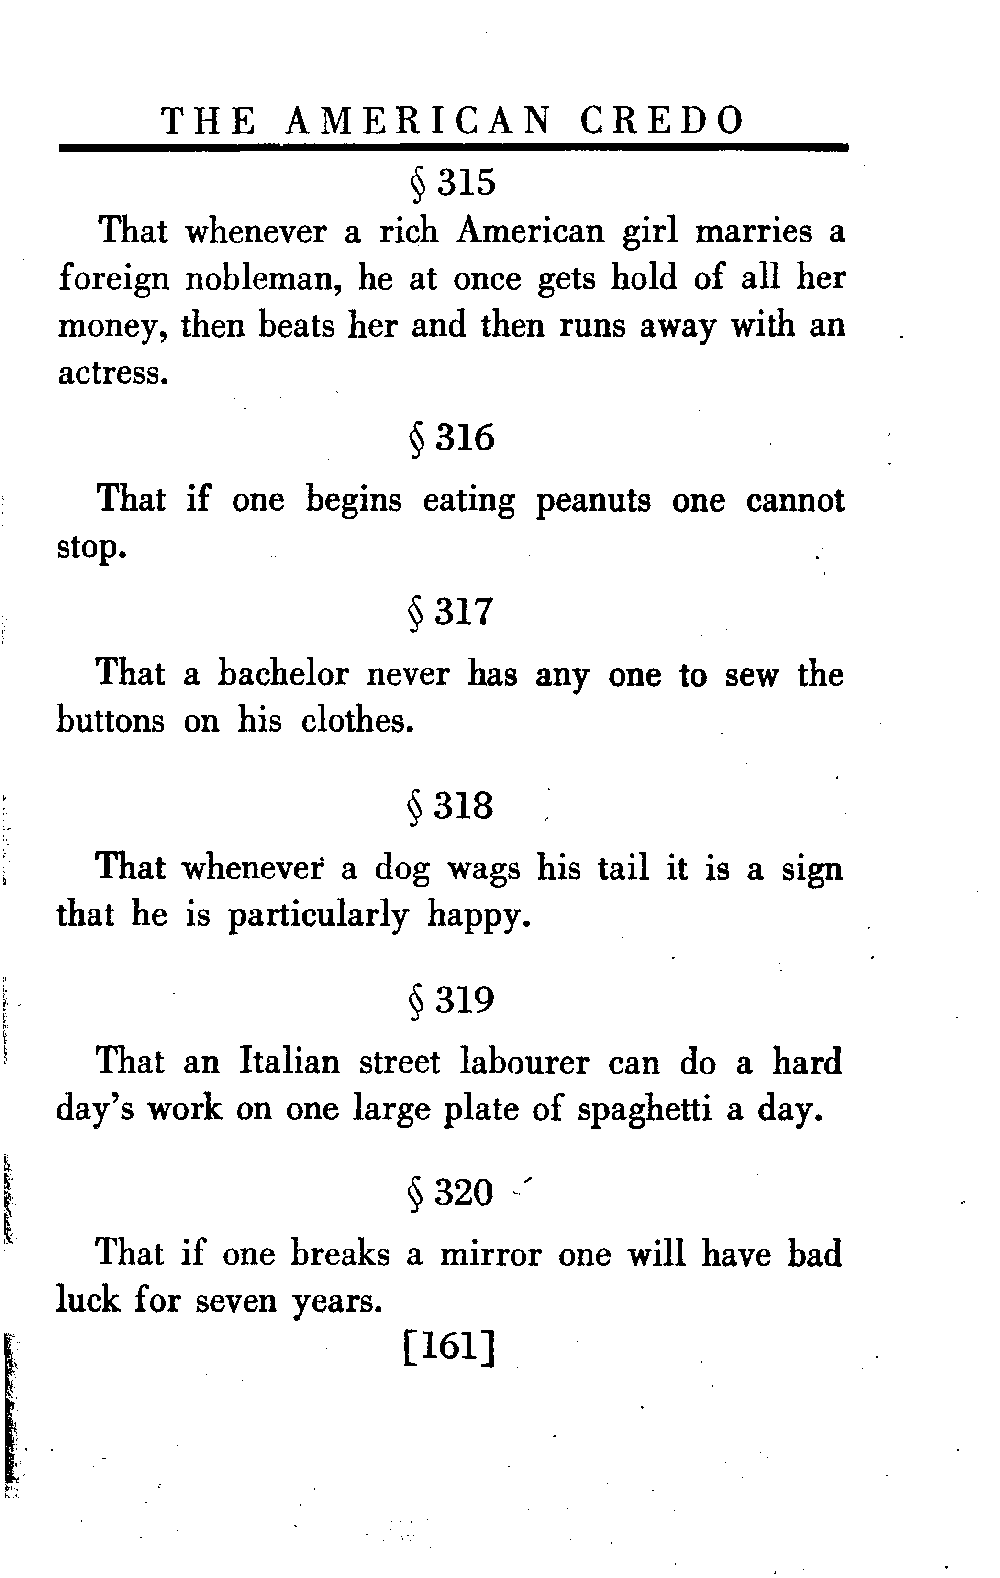 THE AMERICAN CREDO
§ 315
That whenever a rich American girl marries a
foreign nobleman, he at once gets hold of all her
money, then beats her and then runs away with an
actress.
§ 316
That if one begins eating peanuts one cannot
stop.
§ 317
That a bachelor never has any one to sew the
buttons on his clothes.
§ 318
That whenever a dog wags his tail it is a sign
that he is particularly happy.
§ 319
That an Italian street labourer can do a hard
day's work on one large plate of spaghetti a day.
§ 320
That if one breaks a mirror one will have bad
luck for seven years.
[161]